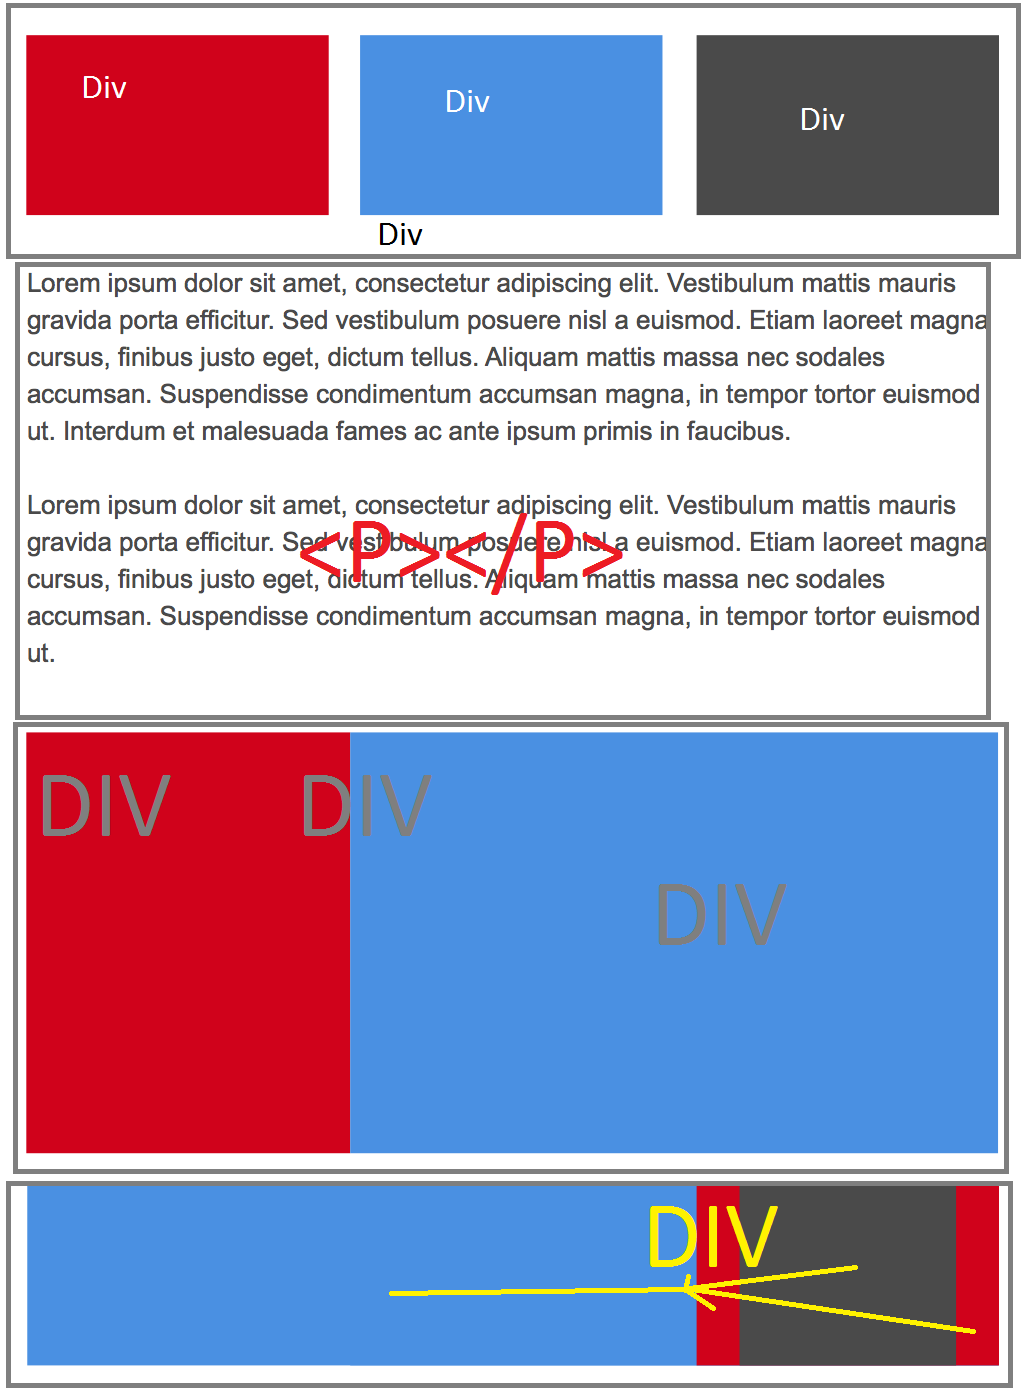 Div
Div
Div
Div
Lorem ipsum dolor sit amet, consectetur adipiscing elit. Vestibulum mattis mauris
gravida porta efficitur. Sed vestibulum posuere nisl a euismod. Etiam laoreet magna
cursus, finibus justo eget, dictum tellus. Aliquam mattis massa nec sodales
accumsan. Suspendisse condimentum accumsan magna, in tempor tortor euismod
ut. Interdum et malesuada fames ac ante ipsum primis in faucibus.
Lorem ipsum dolor sit amet, consectetur adipiscing elit. Vestibulum mattis mauris
gravida porta efficitur. Sed vestibulum posuere nisl a euismod. Etiam laoreet magna
<P></P>
cursus, finibus justo eget, dictum tellus. Aliquam mattis massa nec sodales
accumsan. Suspendisse condimentum accumsan magna, in tempor tortor euismod
ut.
DIV
DIV
DIV
DIV